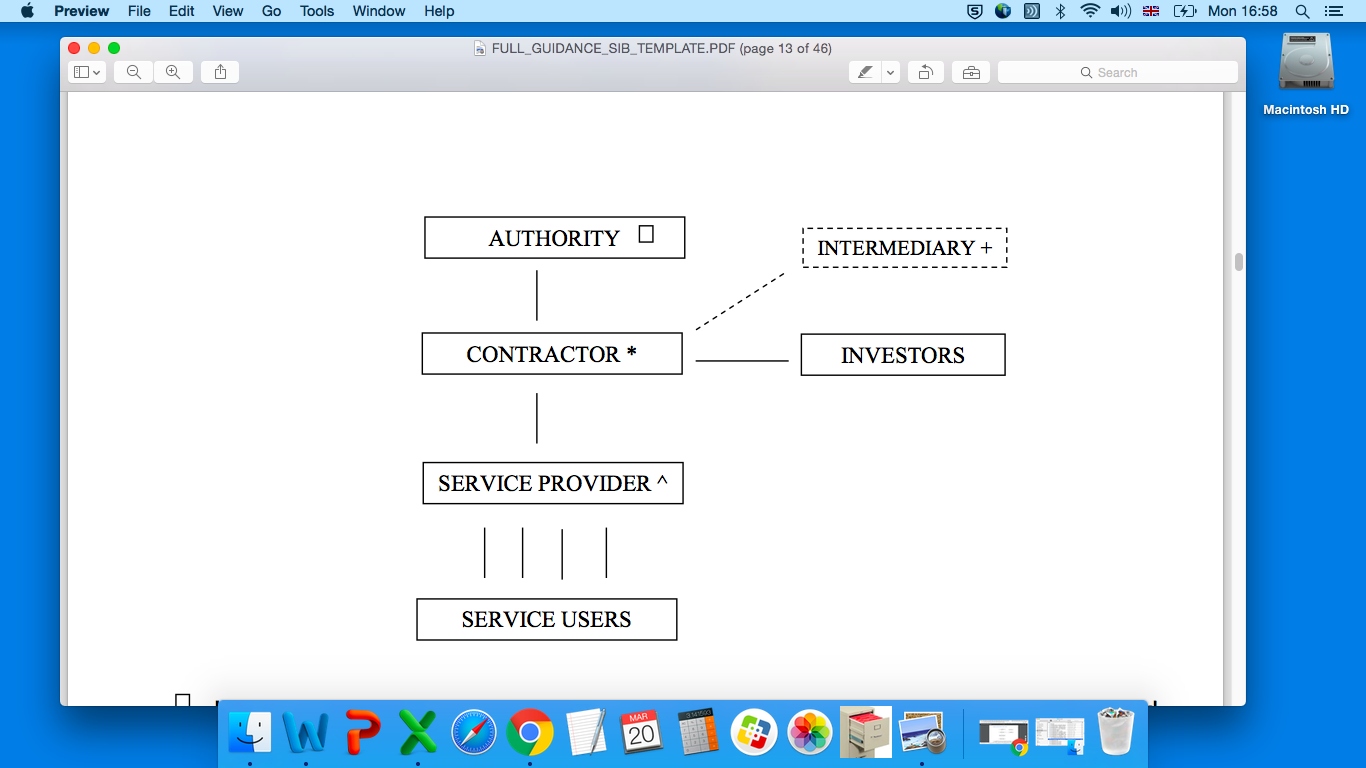 Preview File Edit View Go Tools Window Help Mon 16:58
FULL_GUIDANCE_SIB_TEMPLATE.PDF (page 13 of 46)
Search
Macintosh HD
AUTHORITY □
INTERMEDIARY +
CONTRACTOR *
INVESTORS
SERVICE PROVIDER ^
SERVICE USERS
□
MAR
20